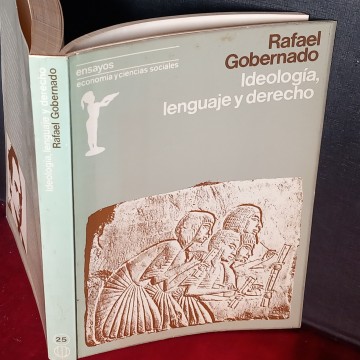 ensayos
economía y ciencias sociales
Rafael
Gobernado
Ideología,
lenguaje y derecho
Ideología, lenguaje y derecho
Rafael Gobernado
25